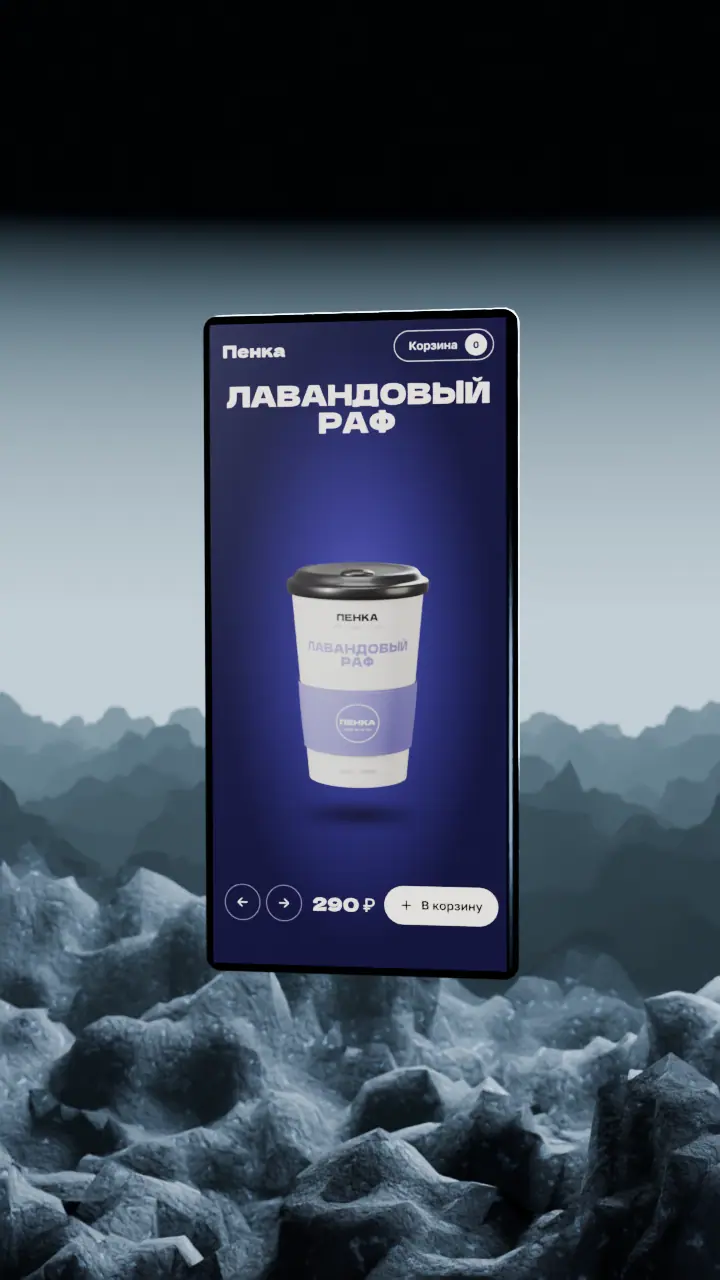 Пенка
Корзина 0
ЛАВАНДОВЫЙ
РАФ
ПЕНКА
ЛАВАНДОВЫЙ
РАФ
ПЕНКА
290 ₽
+ В корзину